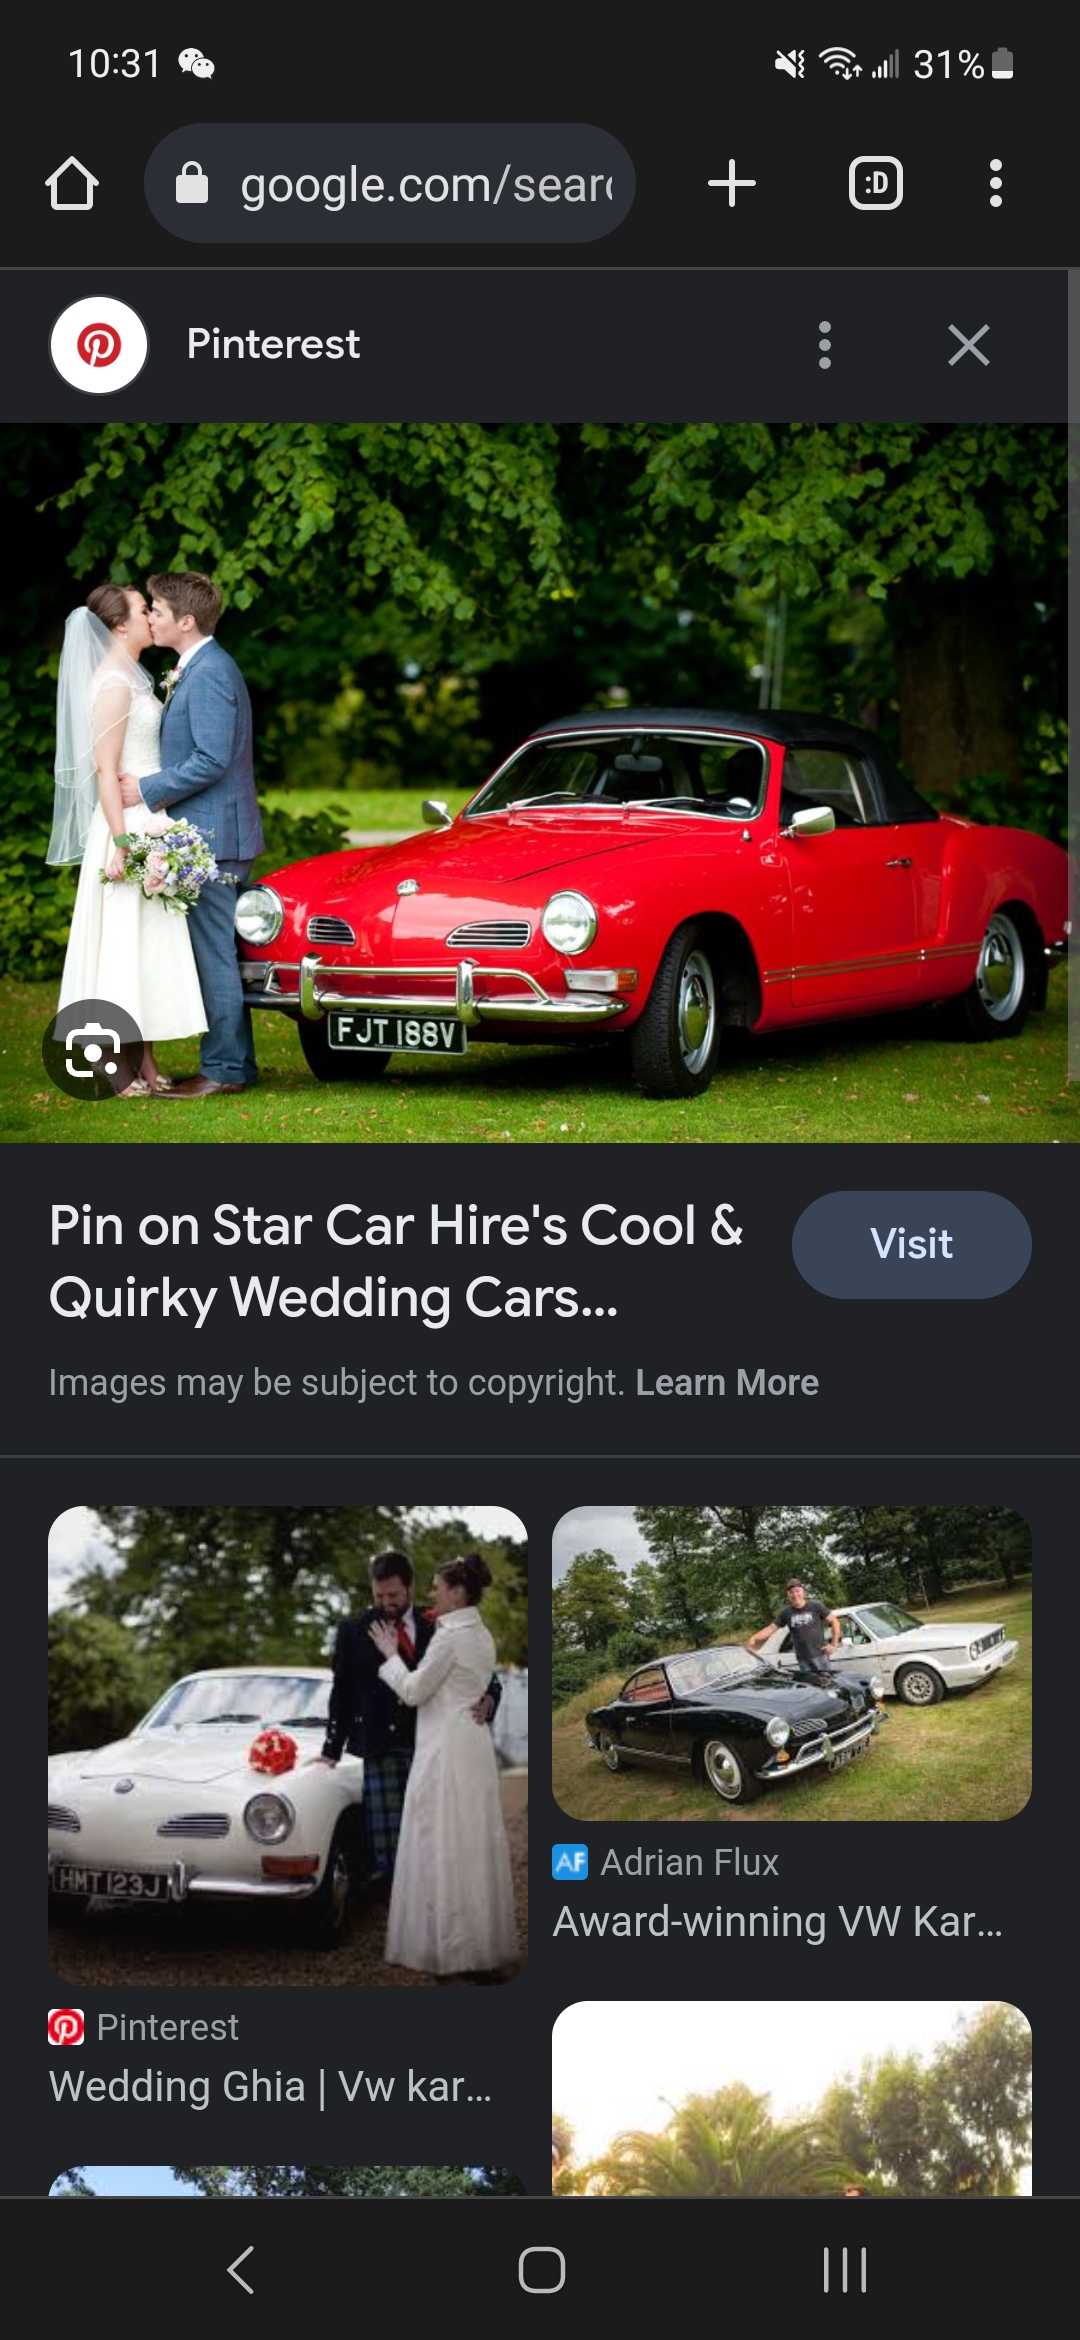 10:31
31%
google.com/sear
:D
Pinterest
FJT 188V
Pin on Star Car Hire's Cool &
Quirky Wedding Cars...
Visit
Images may be subject to copyright. Learn More
HMT 123J
Pinterest
Wedding Ghia | Vw kar...
AF Adrian Flux
Award-winning VW Kar...